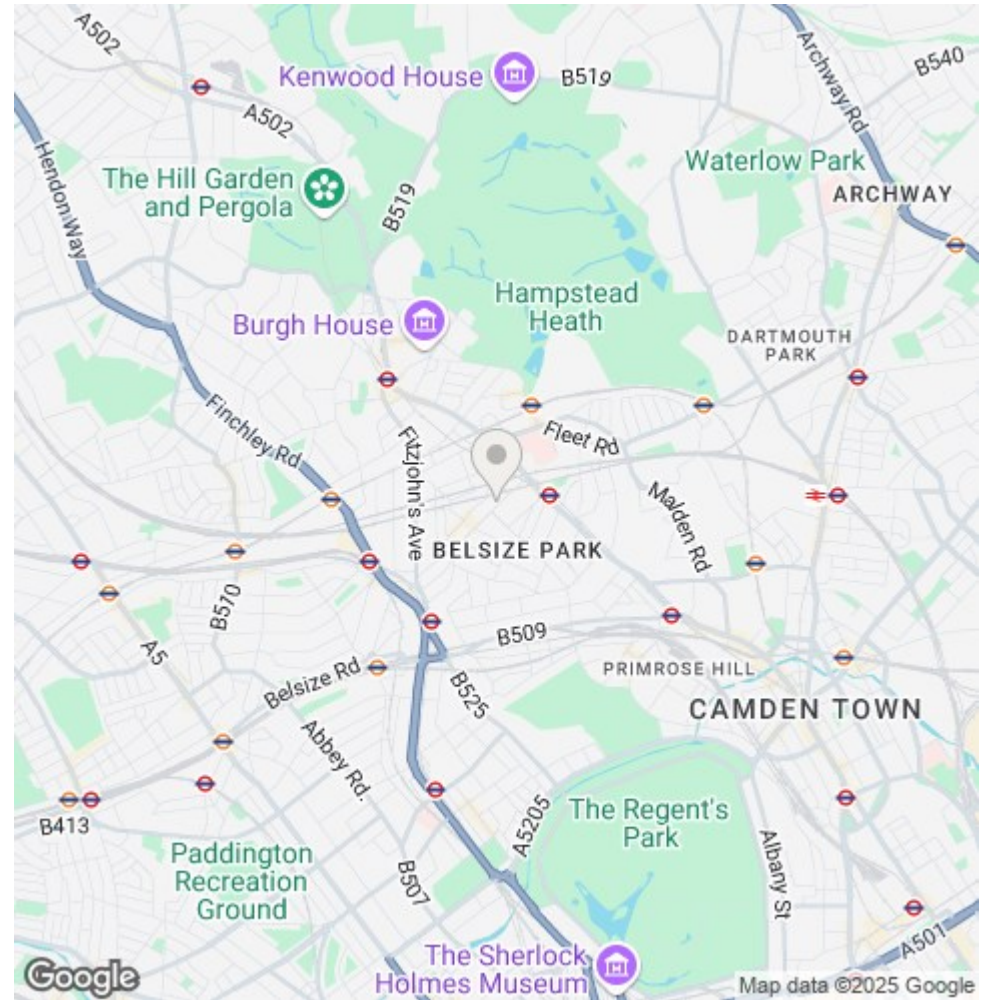 A502
Kenwood House
B519
Archway Rd
B540
A502
Hendon Way
The Hill Garden
and Pergola
B519
Waterlow Park
ARCHWAY
Burgh House
Hampstead
Heath
DARTMOUTH
PARK
Finchley Rd
Fitzjohn's Ave
Fleet Rd
Malden Rd
BELSIZE PARK
B570
A5
B509
Belsize Rd
B525
PRIMROSE HILL
CAMDEN TOWN
Abbey Rd.
A5205
The Regent's
Park
Albany St
B413
Paddington
Recreation
Ground
B507
A501
The Sherlock
Holmes Museum
Google
Map data ©2025 Google